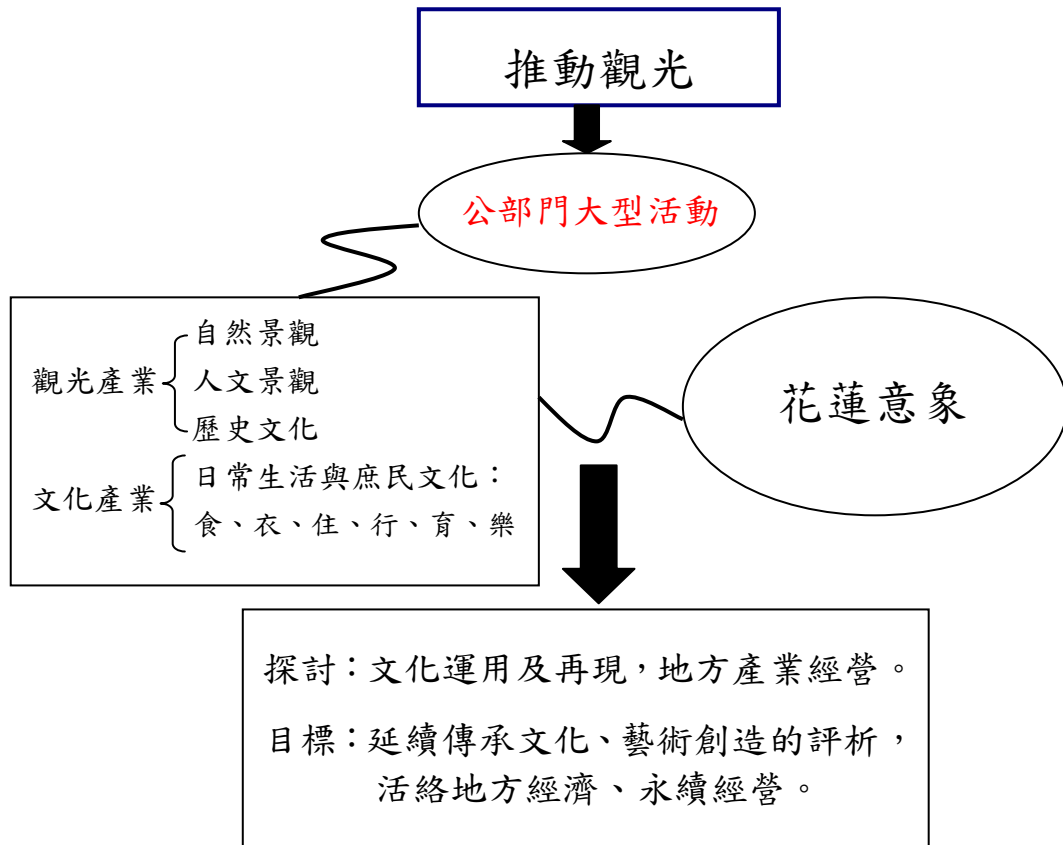 推動觀光
公部門大型活動
觀光產業
自然景觀
人文景觀
歷史文化
文化產業
日常生活與庶民文化：
食、衣、住、行、育、樂
花蓮意象
探討：文化運用及再現，地方產業經營。
目標：延續傳承文化、藝術創造的評析，
活絡地方經濟、永續經營。